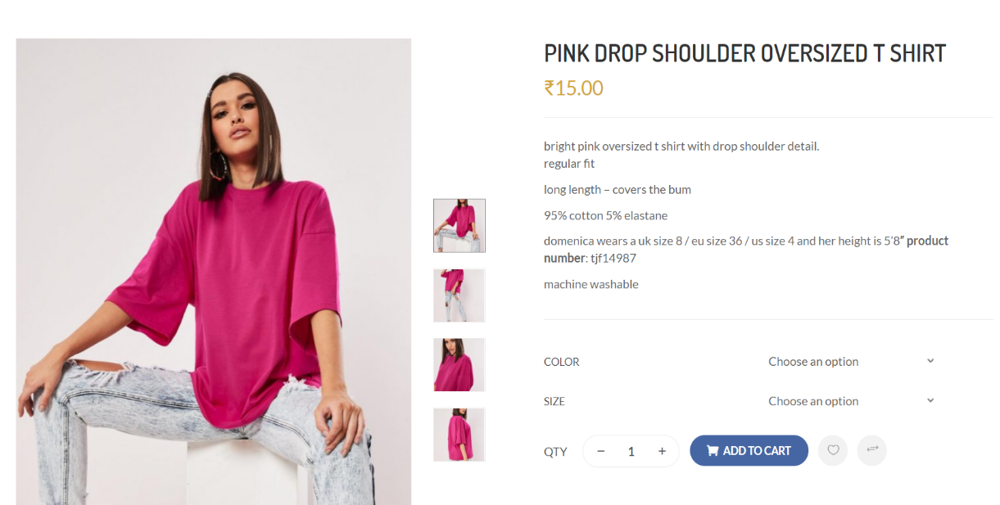 PINK DROP SHOULDER OVERSIZED T SHIRT
₹15.00
bright pink oversized t shirt with drop shoulder detail.
regular fit
long length – covers the bum
95% cotton 5% elastane
domenica wears a uk size 8 / eu size 36 / us size 4 and her height is 5’8” product
number: tjf14987
machine washable
COLOR Choose an option
SIZE Choose an option
QTY − 1 + ADD TO CART